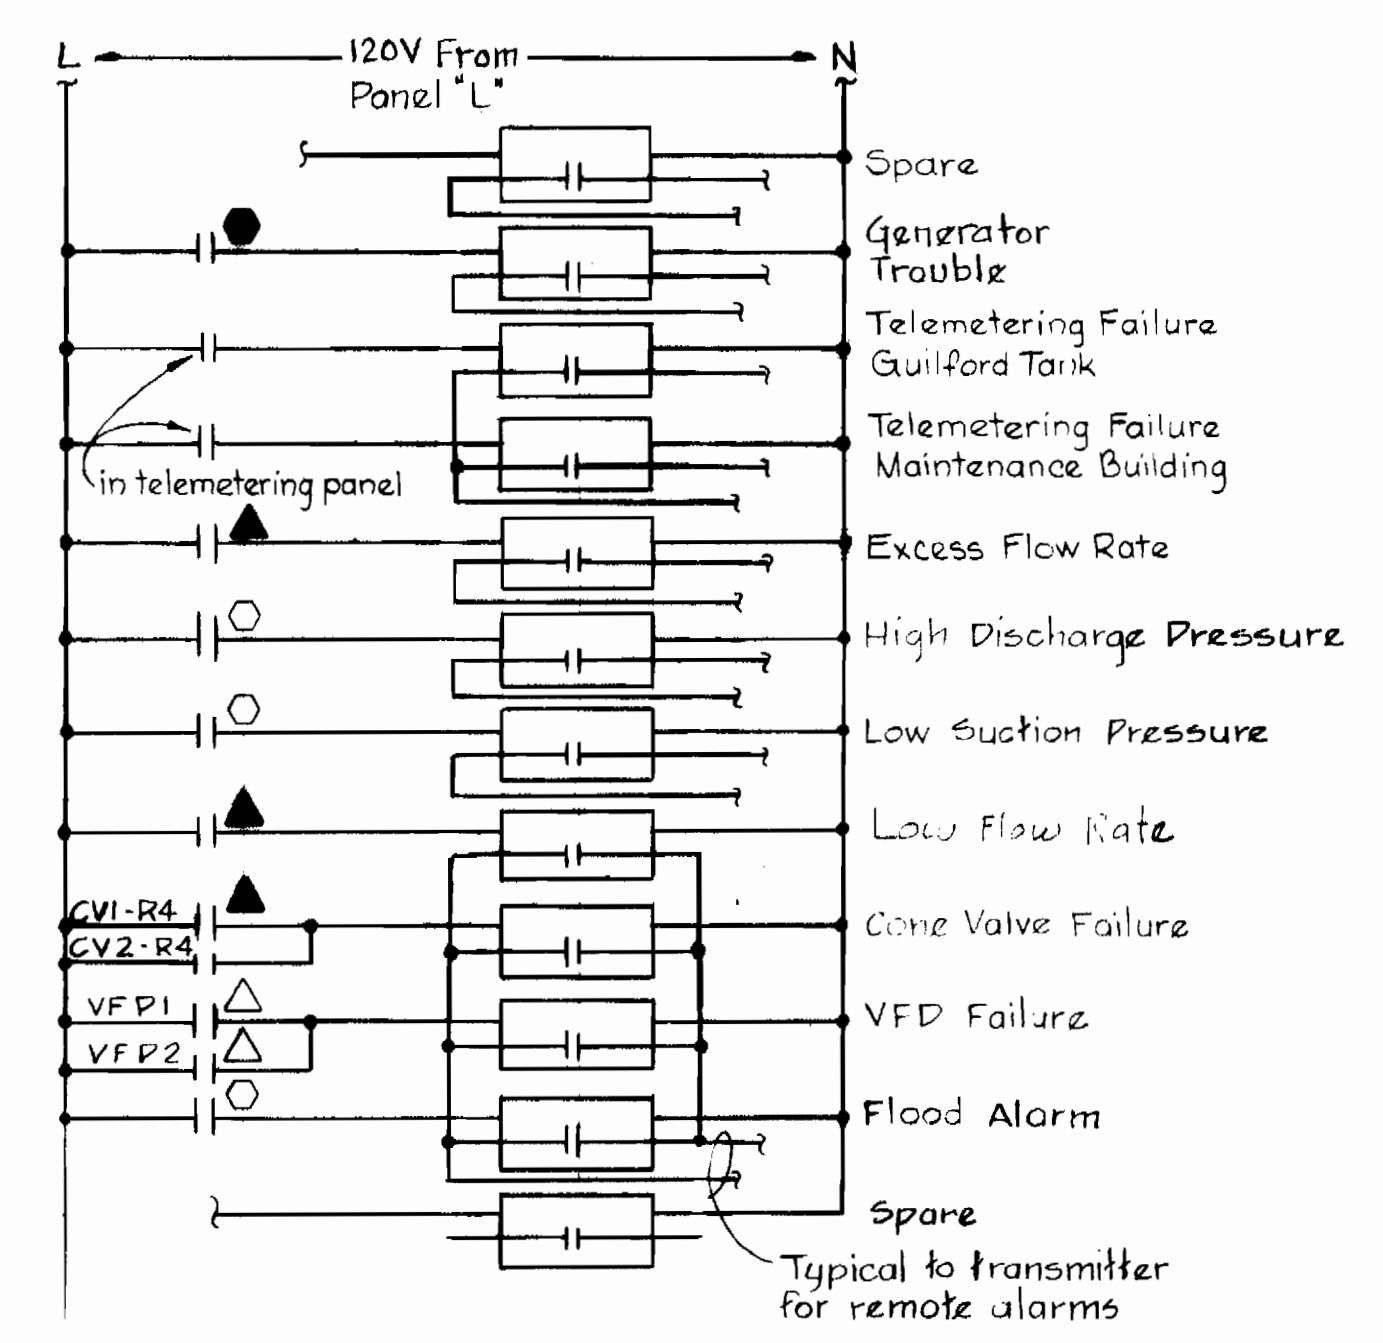 L 120V From N
Panel "L"
Spare
Generator
Trouble
Telemetering Failure
Guilford Tank
Telemetering Failure
Maintenance Building
in telemetering panel
Excess Flow Rate
High Discharge Pressure
Low Suction Pressure
Low Flow Rate
CV1-R4
Cone Valve Failure
CV2-R4
VFD1
VFD Failure
VFD2
Flood Alarm
Spare
Typical to transmitter
for remote alarms